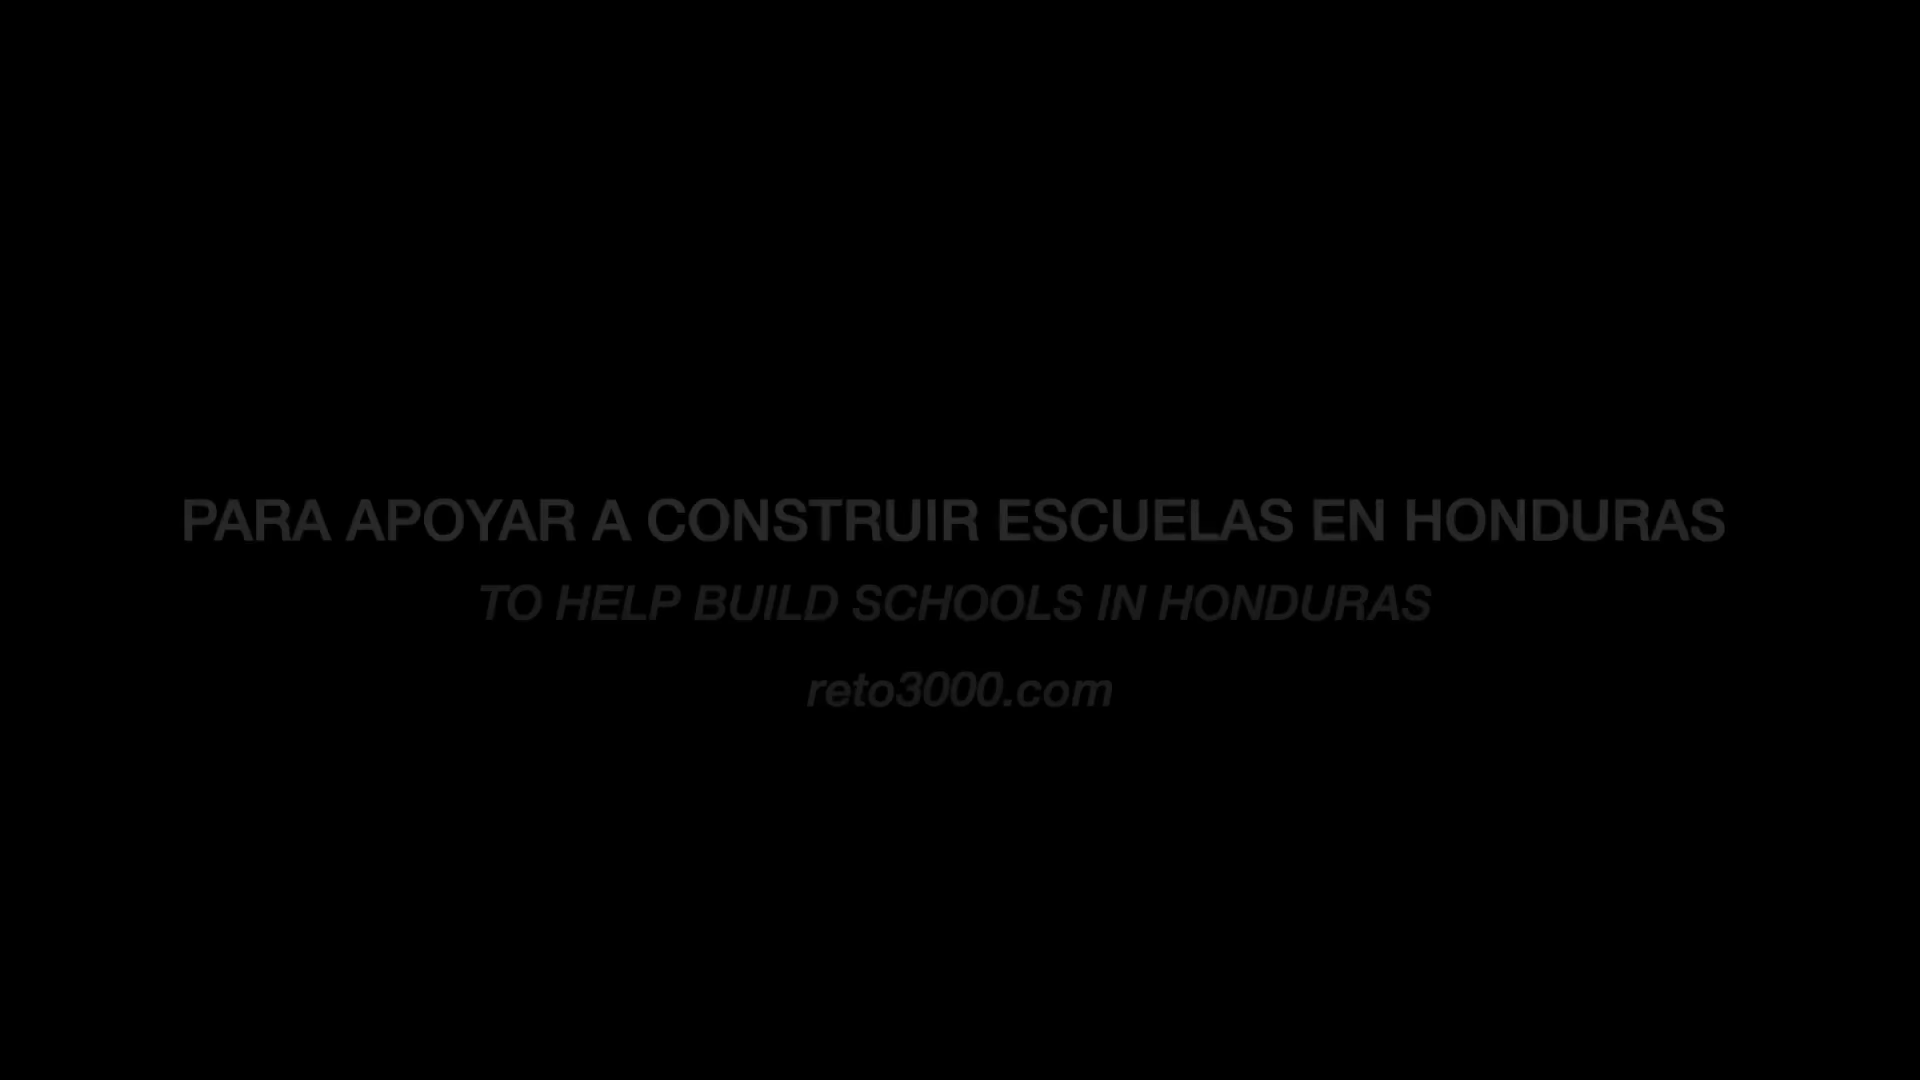 PARA APOYAR A CONSTRUIR ESCUELAS EN HONDURAS
TO HELP BUILD SCHOOLS IN HONDURAS
reto3000.com